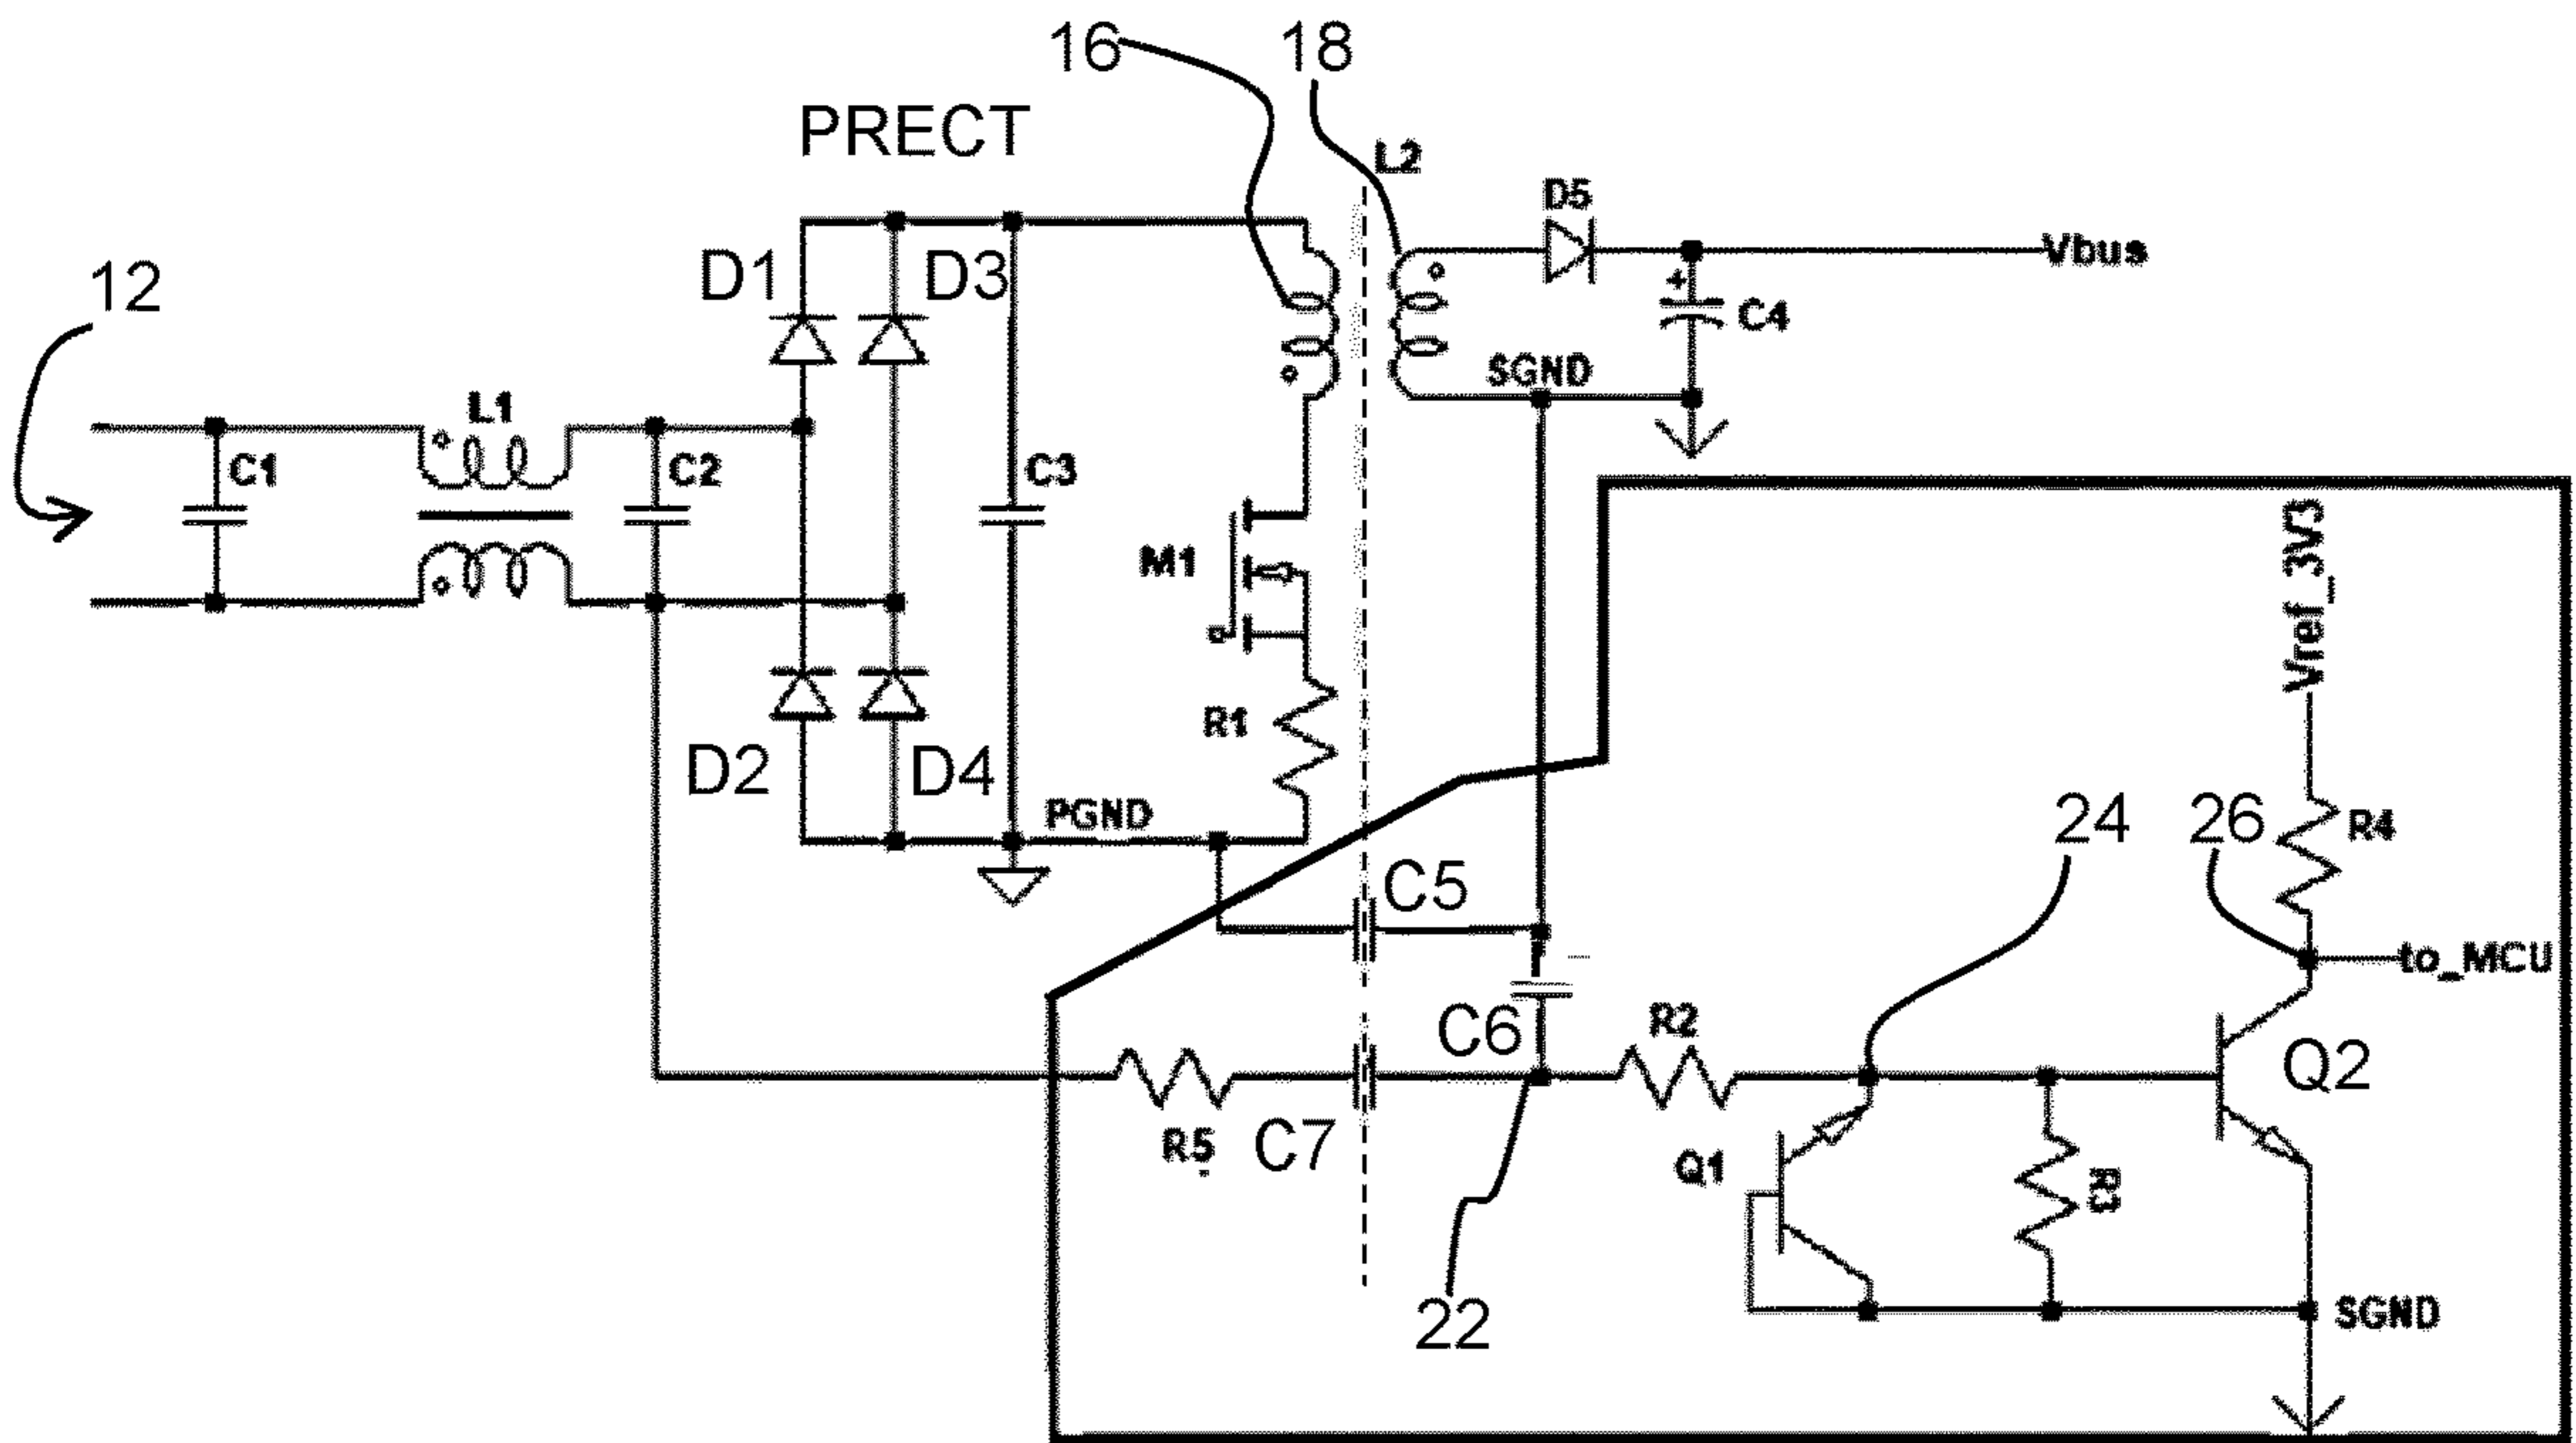 16
18
PRECT
L2
D5
Vbus
12
D1
D3
C4
SGND
L1
C1
C2
C3
M1
Vref_3V3
R1
D2
D4
PGND
24
26
R4
C5
to_MCU
C6
R2
Q2
R5
C7
Q1
R3
22
SGND